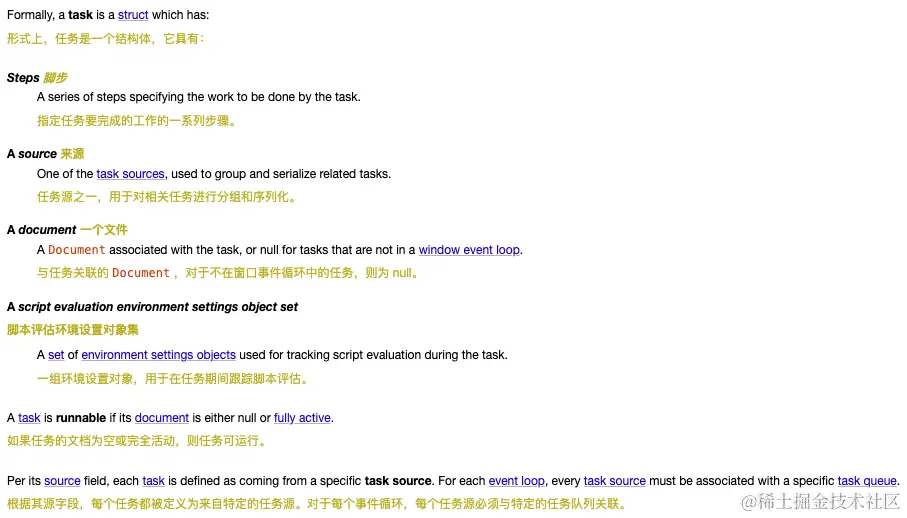 Formally, a task is a struct which has:
形式上，任务是一个结构体，它具有：
Steps 脚步
A series of steps specifying the work to be done by the task.
指定任务要完成的工作的一系列步骤。
A source 来源
One of the task sources, used to group and serialize related tasks.
任务源之一，用于对相关任务进行分组和序列化。
A document 一个文件
A Document associated with the task, or null for tasks that are not in a window event loop.
与任务关联的 Document ，对于不在窗口事件循环中的任务，则为 null。
A script evaluation environment settings object set
脚本评估环境设置对象集
A set of environment settings objects used for tracking script evaluation during the task.
一组环境设置对象，用于在任务期间跟踪脚本评估。
A task is runnable if its document is either null or fully active.
如果任务的文档为空或完全活动，则任务可运行。
Per its source field, each task is defined as coming from a specific task source. For each event loop, every task source must be associated with a specific task queue.
根据其源字段，每个任务都被定义为来自特定的任务源。对于每个事件循环，每个任务源必须与特定的任务队列关联。
@稀土掘金技术社区